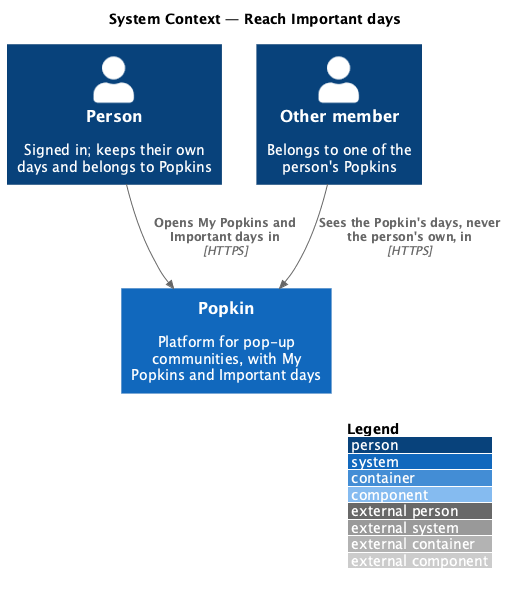 System Context — Reach Important days
Person
Signed in; keeps their own
days and belongs to Popkins
Other member
Belongs to one of the
person's Popkins
Opens My Popkins and
Important days in
[HTTPS]
Sees the Popkin's days, never
the person's own, in
[HTTPS]
Popkin
Platform for pop-up
communities, with My
Popkins and Important days
Legend
person
system
container
component
external person
external system
external container
external component